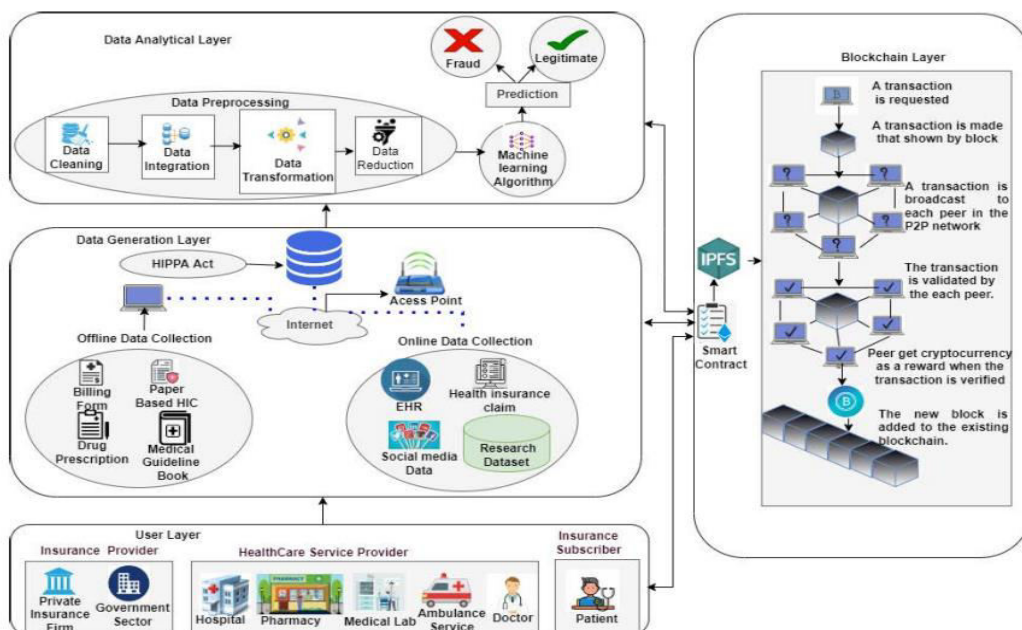 Data Analytical Layer
Fraud
Legitimate
Prediction
Data Preprocessing
Data
Cleaning
Data
Integration
Data
Transformation
Data
Reduction
Machine
learning
Algorithm
Data Generation Layer
HIPPA Act
Acess Point
Internet
Offline Data Collection
Billing
Form
Paper
Based HIC
Drug
Prescription
Medical
Guideline
Book
Online Data Collection
EHR
Health insurance
claim
Social media
Data
Research
Dataset
User Layer
Insurance Provider
Private
Insurance
Firm
Government
Sector
HealthCare Service Provider
Hospital
PHARMACY
Pharmacy
Medical Lab
Ambulance
Service
Doctor
Insurance
Subscriber
Patient
IPFS
Smart
Contract
Blockchain Layer
A transaction
is requested
A transaction is made
that shown by block
? ?
? ?
?
A transaction is
broadcast to
each peer in the
P2P network
The transaction
is validated by
the each peer.
Peer get cryptocurrency
as a reward when the
transaction is verified
The new block is
added to the existing
blockchain.